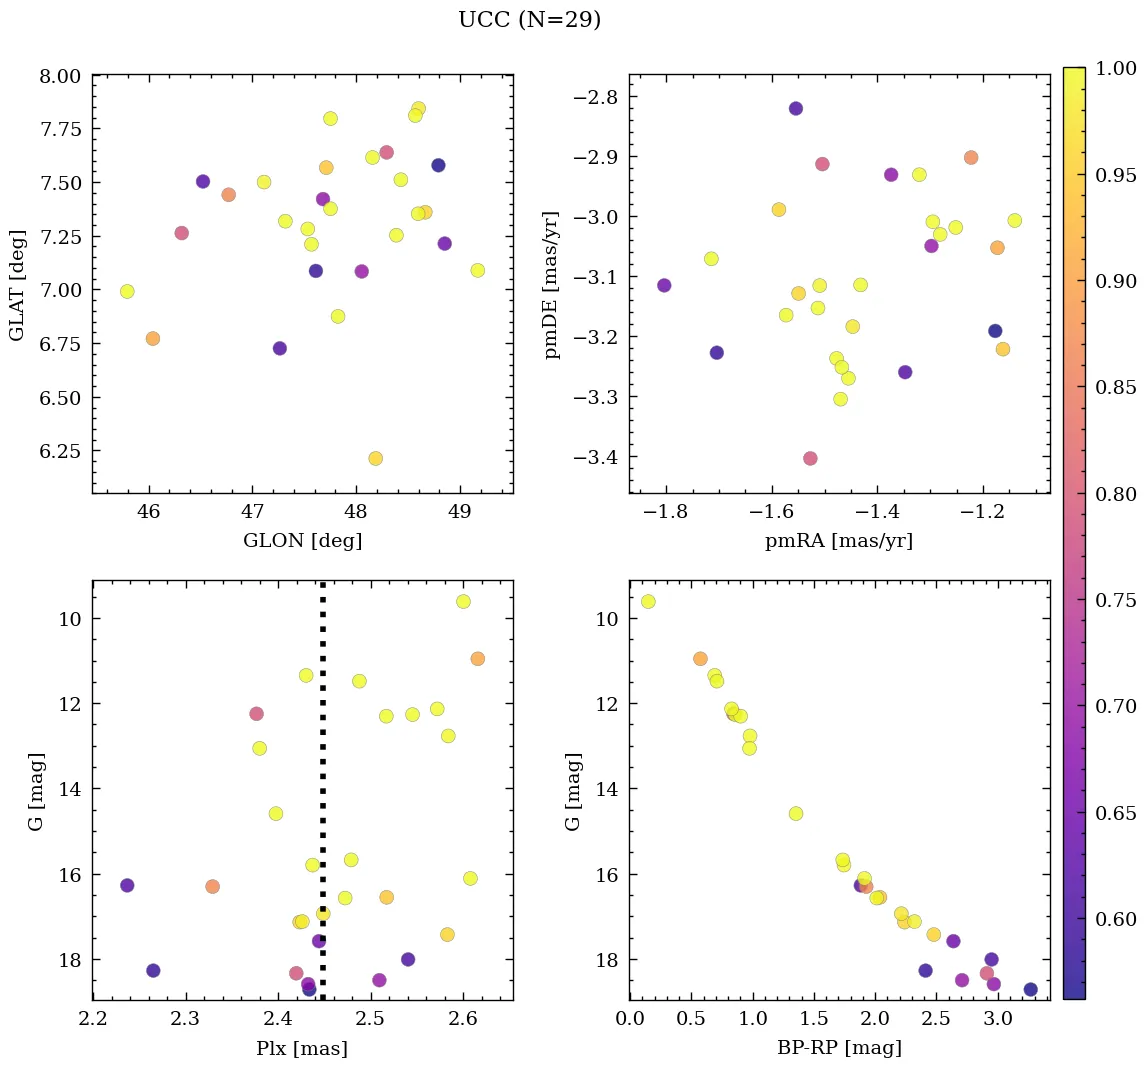 UCC (N=29)
8.00
7.75
7.50
7.25
7.00
6.75
6.50
6.25
GLAT [deg]
46 47 48 49
GLON [deg]
−2.8
−2.9
−3.0
−3.1
−3.2
−3.3
−3.4
pmDE [mas/yr]
−1.8 −1.6 −1.4 −1.2
pmRA [mas/yr]
1.00
0.95
0.90
0.85
0.80
0.75
0.70
0.65
0.60
10
12
14
16
18
G [mag]
2.2 2.3 2.4 2.5 2.6
Plx [mas]
10
12
14
16
18
G [mag]
0.0 0.5 1.0 1.5 2.0 2.5 3.0
BP-RP [mag]